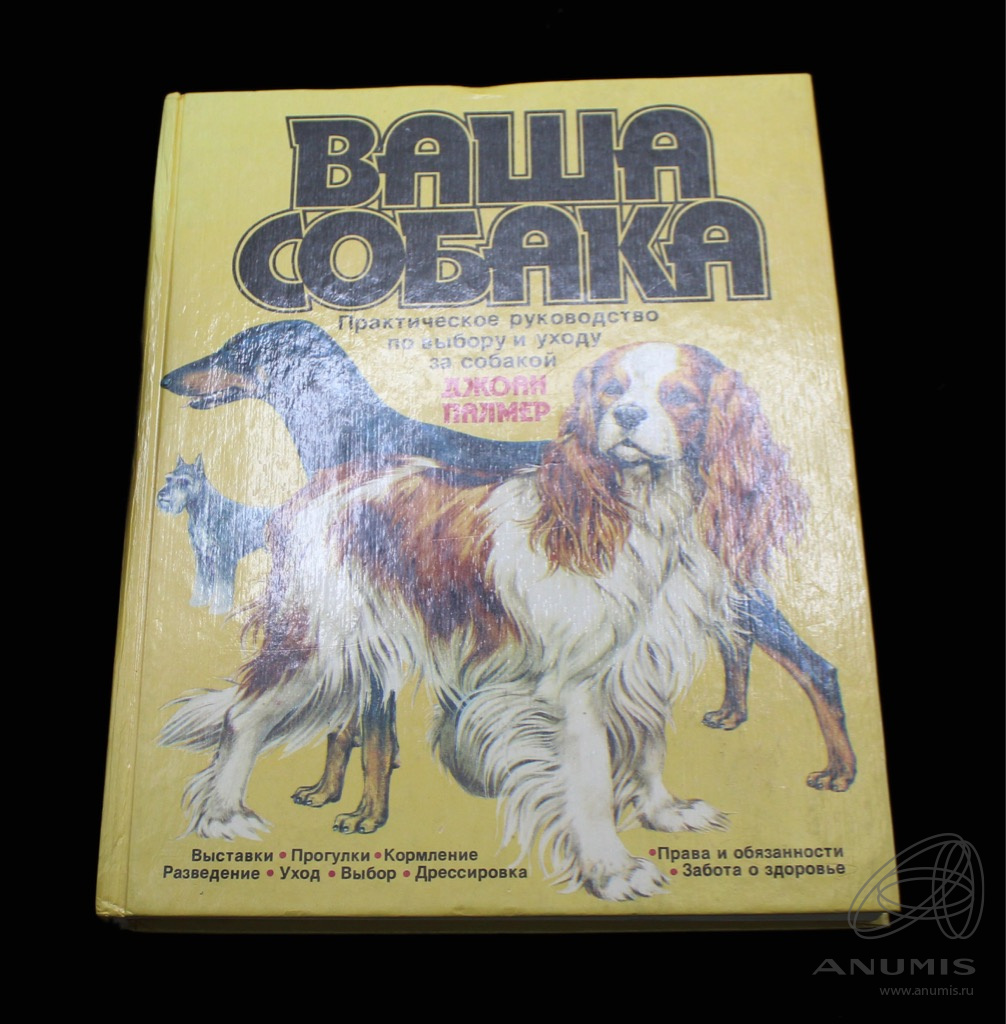 ВАША
СОБАКА
Практическое руководство
по выбору и уходу
за собакой
ДЖОАН
ПАЛМЕР
Выставки • Прогулки • Кормление
Разведение • Уход • Выбор • Дрессировка
• Права и обязанности
• Забота о здоровье
ANUMIS
www.anumis.ru